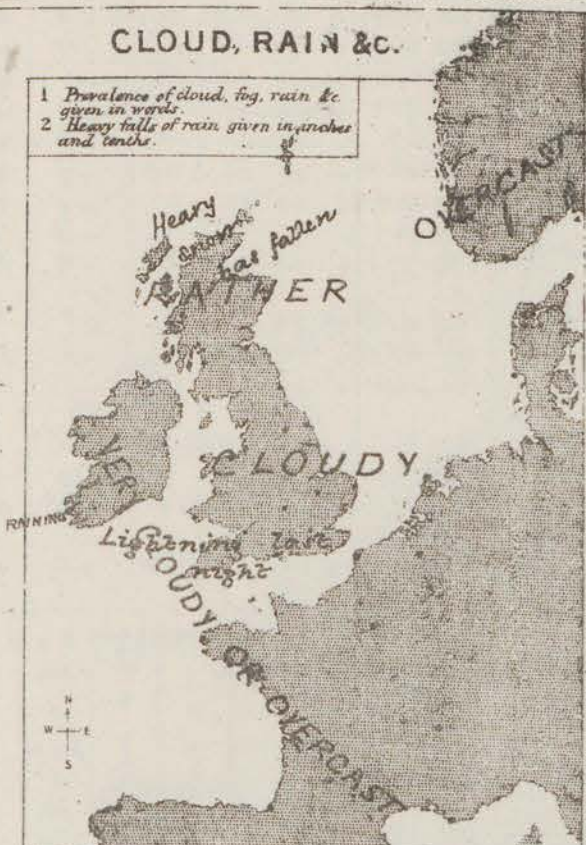 CLOUD, RAIN &c.
1 Prevalence of cloud, fog, rain &c.
given in words.
2 Heavy falls of rain given in inches
and tenths.
OVERCAST
Heavy
snow
has fallen
RATHER
CLOUDY
VERY
RAINING
Lightning last
night
CLOUDY OR OVERCAST
N
W E
S